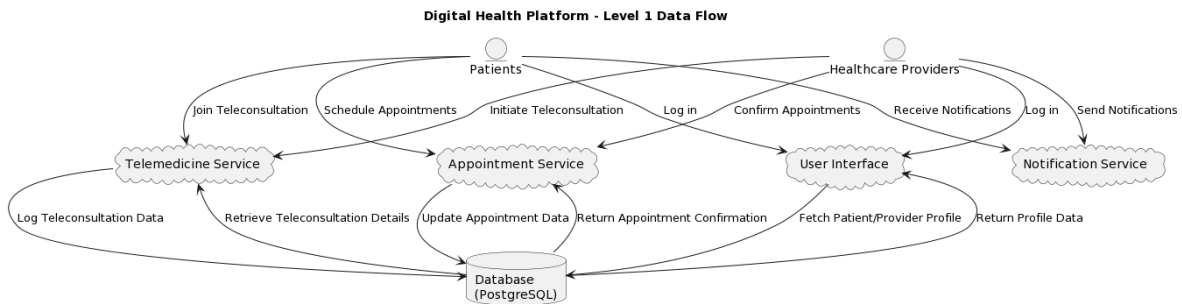 Digital Health Platform - Level 1 Data Flow
Patients
Healthcare Providers
Join Teleconsultation
Schedule Appointments
Initiate Teleconsultation
Log in
Confirm Appointments
Receive Notifications
Log in
Send Notifications
Telemedicine Service
Appointment Service
User Interface
Notification Service
Log Teleconsultation Data
Retrieve Teleconsultation Details
Update Appointment Data
Return Appointment Confirmation
Fetch Patient/Provider Profile
Return Profile Data
Database
(PostgreSQL)